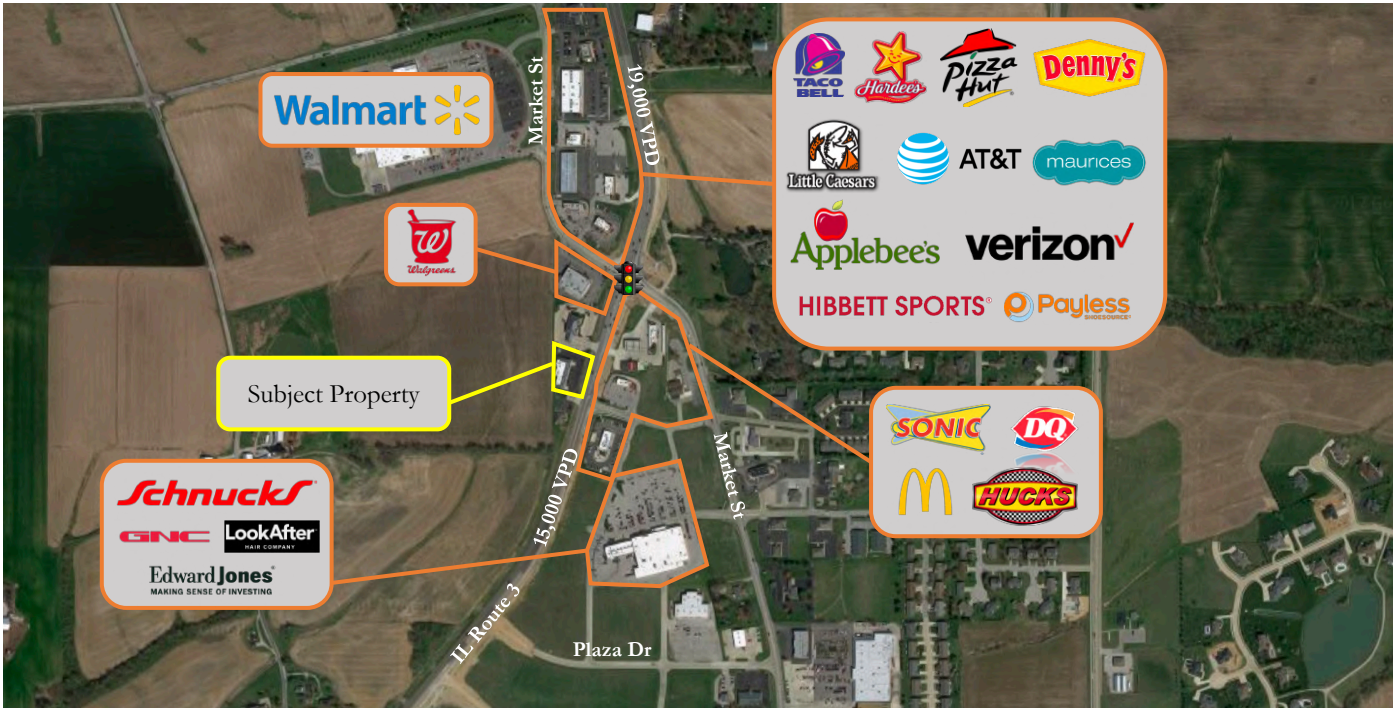 Market St
19,000 VPD
Walmart
TACO
BELL
Hardee's
Pizza
Hut
Denny's
Little Caesars
AT&T
maurices
Walgreens
Applebee's
verizon
HIBBETT SPORTS®
Payless
SHOESOURCE
Subject Property
SONIC
DQ
HUCKS
Market St
15,000 VPD
Schnucks
GNC
LookAfter
HAIR COMPANY
Edward Jones®
MAKING SENSE OF INVESTING
IL Route 3
Plaza Dr